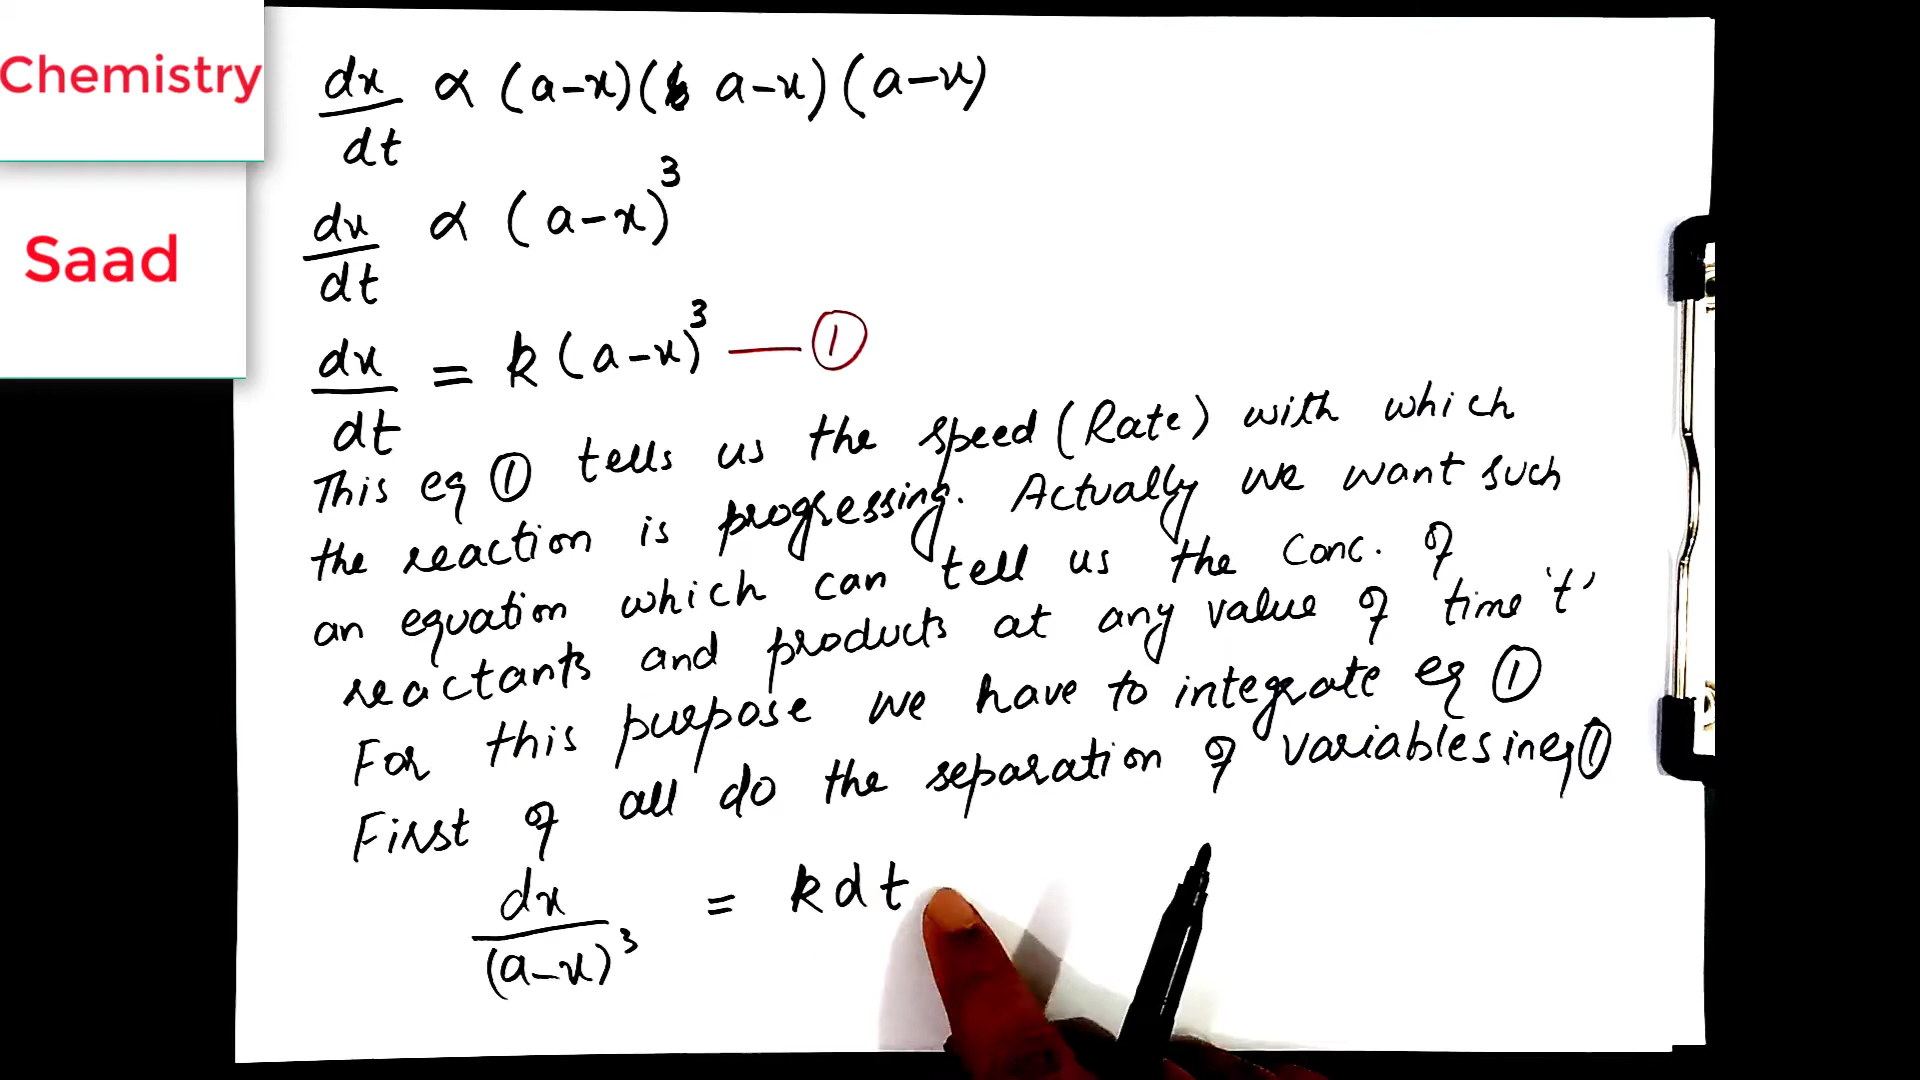 Chemistry
Saad
dx/dt ∝ (a-x)(a-x)(a-x)
dx/dt ∝ (a-x)³
dx/dt = k(a-x)³ — ①
This eq ① tells us the speed (Rate) with which
the reaction is progressing. Actually we want such
an equation which can tell us the conc. of
reactants and products at any value of time 't'
For this purpose we have to integrate eq ①
First of all do the separation of variables in eq ①
dx/(a-x)³ = kdt